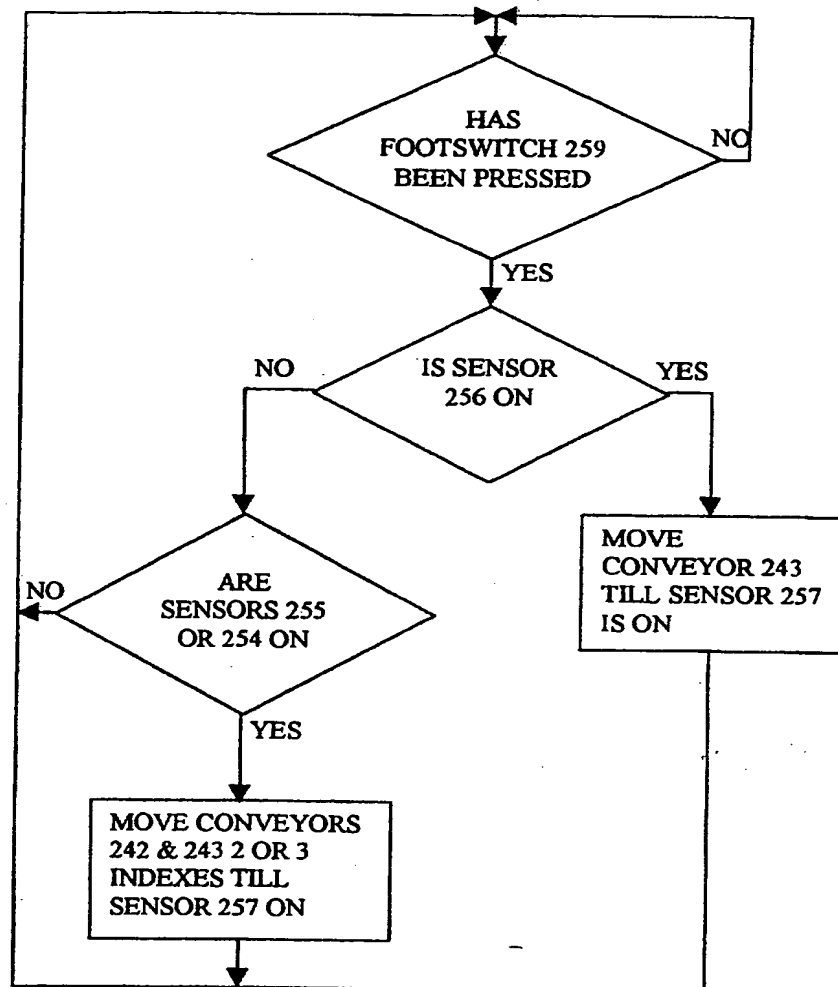 HAS
FOOTSWITCH 259
BEEN PRESSED
NO
YES
IS SENSOR
256 ON
NO
YES
ARE
SENSORS 255
OR 254 ON
NO
YES
MOVE
CONVEYOR 243
TILL SENSOR 257
IS ON
MOVE CONVEYORS
242 & 243 2 OR 3
INDEXES TILL
SENSOR 257 ON